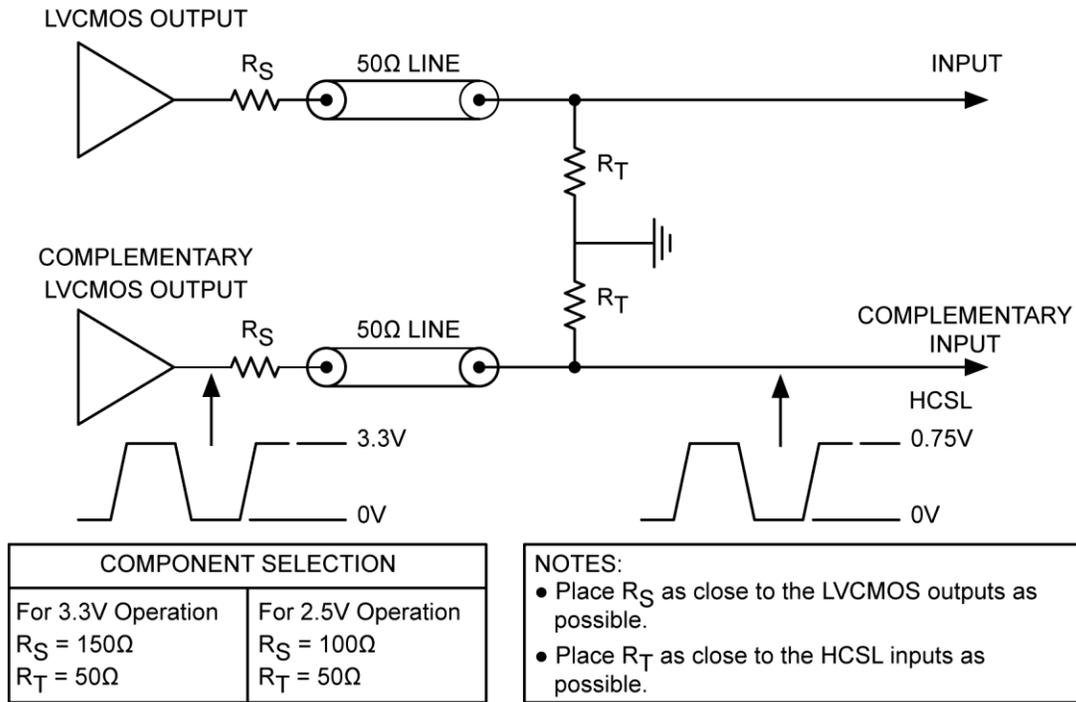 LVCMOS OUTPUT
RS
50Ω LINE
INPUT
RT
COMPLEMENTARY
LVCMOS OUTPUT
RT
RS
50Ω LINE
COMPLEMENTARY
INPUT
HCSL
3.3V
0V
0.75V
0V
COMPONENT SELECTION
For 3.3V Operation
RS = 150Ω
RT = 50Ω
For 2.5V Operation
RS = 100Ω
RT = 50Ω
NOTES:
● Place RS as close to the LVCMOS outputs as
possible.
● Place RT as close to the HCSL inputs as
possible.